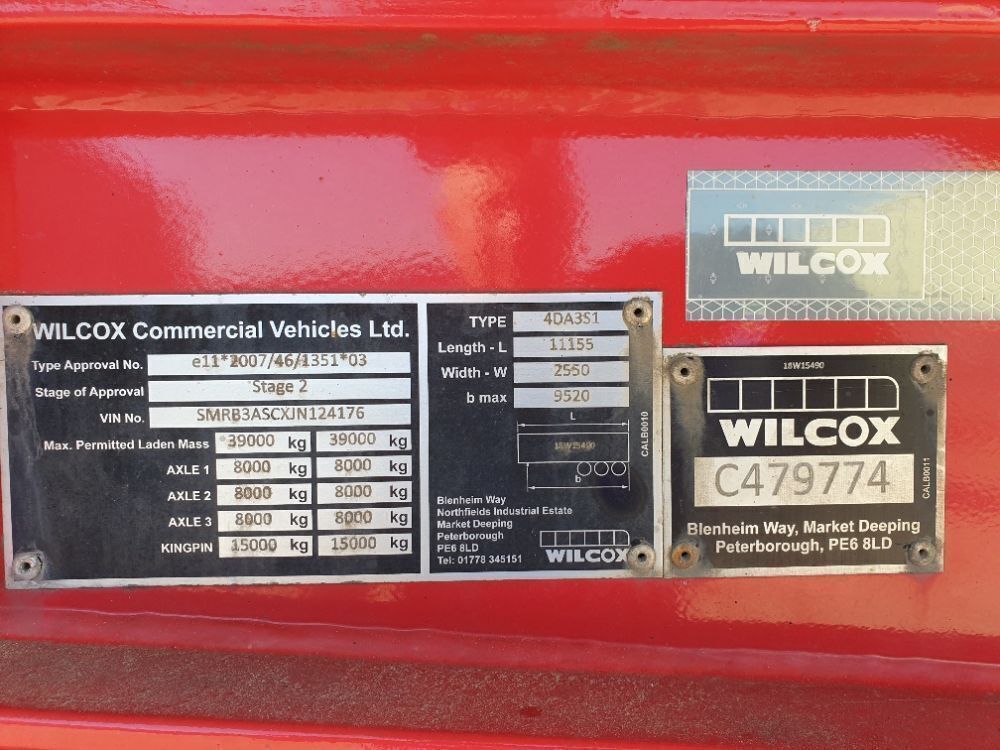 WILCOX
WILCOX Commercial Vehicles Ltd.
Type Approval No. e11*2007/46/1351*03
Stage of Approval Stage 2
VIN No. SMRB3ASCXJN124176
Max. Permitted Laden Mass 39000 kg 39000 kg
AXLE 1 8000 kg 8000 kg
AXLE 2 8000 kg 8000 kg
AXLE 3 8000 kg 8000 kg
KINGPIN 15000 kg 15000 kg
TYPE 4DA3S1
Length - L 11155
Width - W 2550
b max 9520
L
18W15490
b
CALB0010
Blenheim Way
Northfields Industrial Estate
Market Deeping
Peterborough
PE6 8LD
Tel: 01778 345151
WILCOX
18W15490
WILCOX
C479774
CALB0011
Blenheim Way, Market Deeping
Peterborough, PE6 8LD